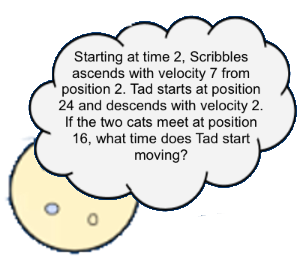 Starting at time 2, Scribbles
ascends with velocity 7 from
position 2. Tad starts at position
24 and descends with velocity 2.
If the two cats meet at position
16, what time does Tad start
moving?